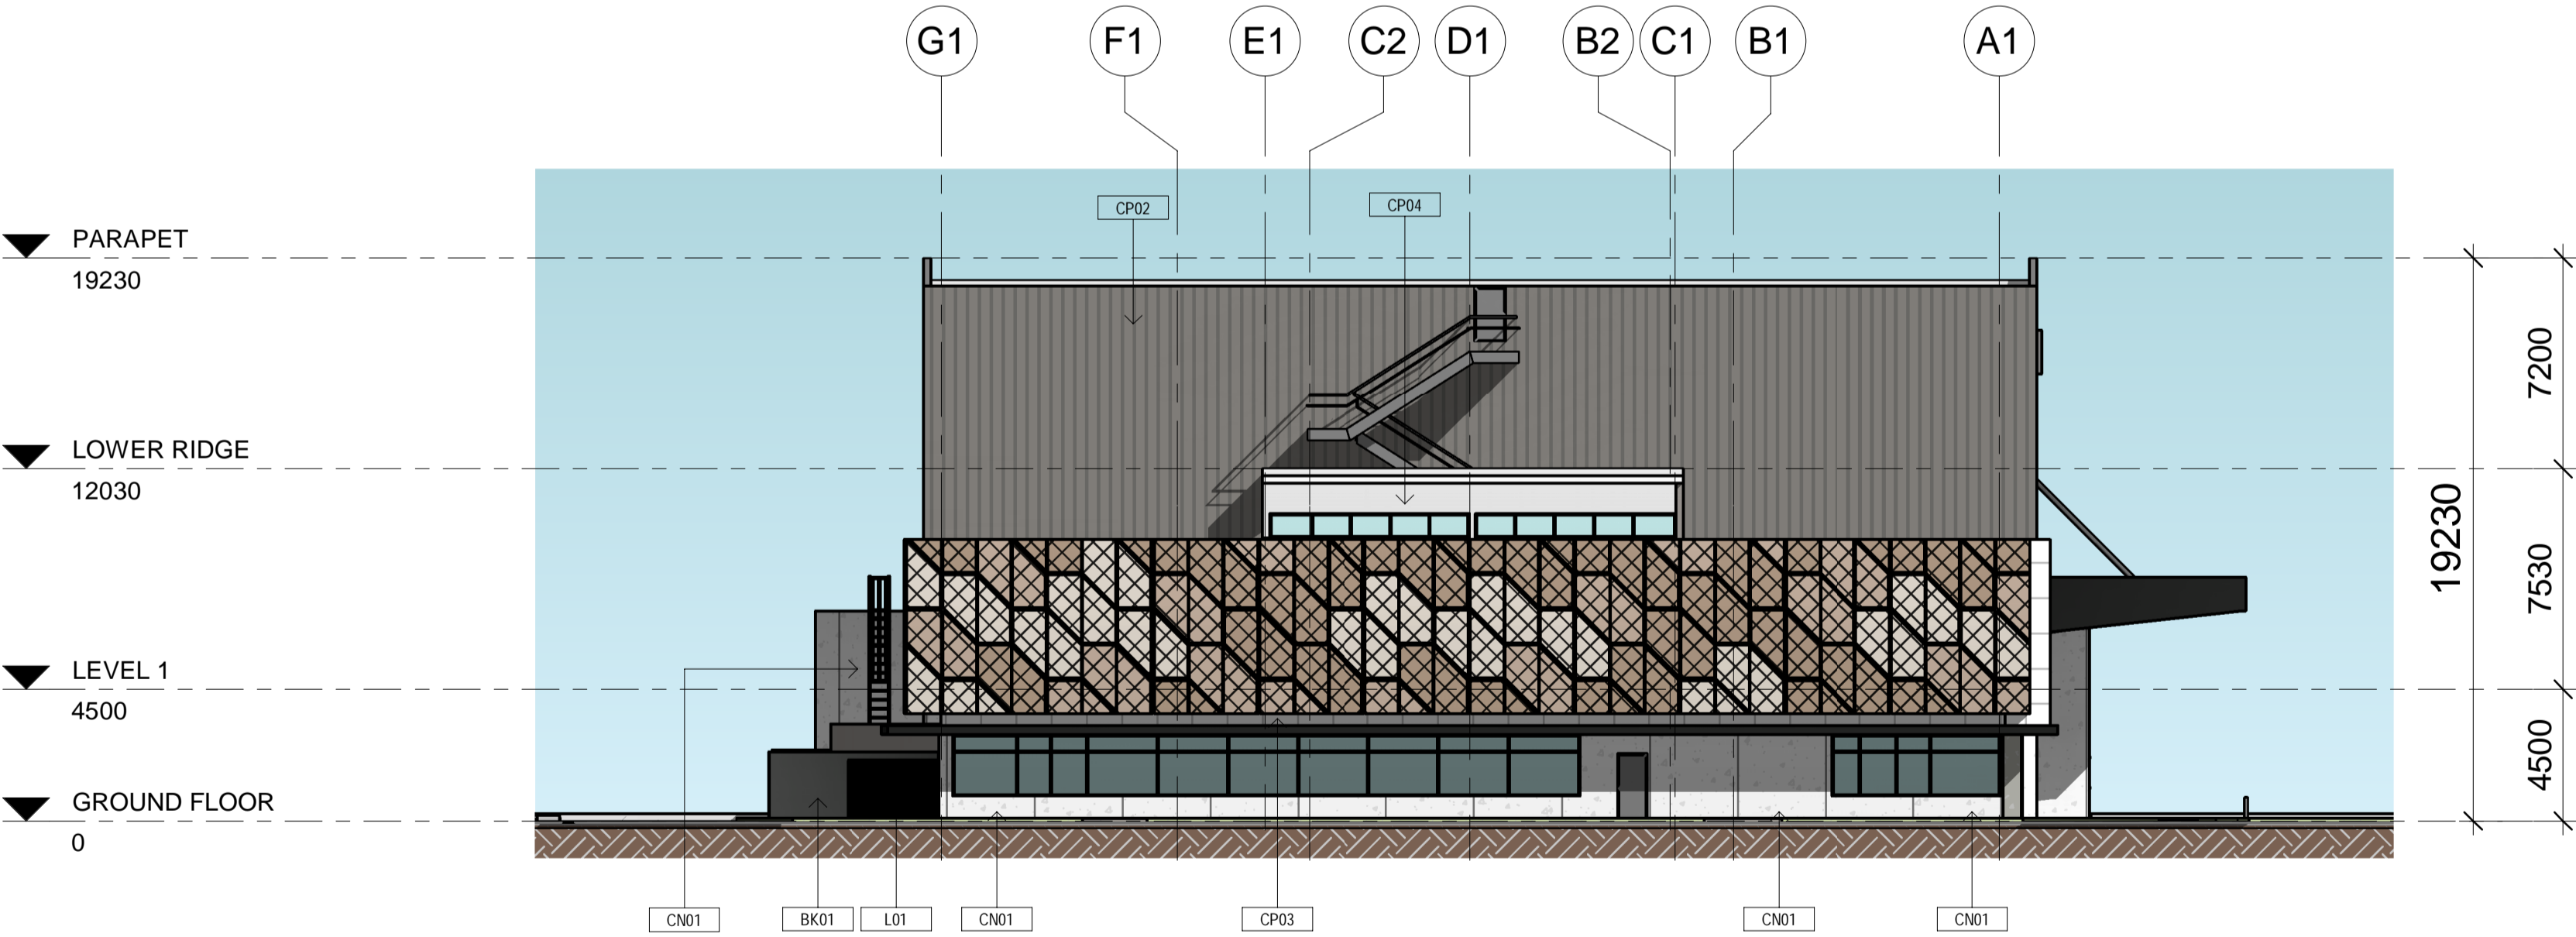 G1 F1 E1 C2 D1 B2 C1 B1 A1
CP02 CP04
PARAPET
19230
LOWER RIDGE
12030
LEVEL 1
4500
GROUND FLOOR
0
7200
19230
7530
4500
CN01 BK01 L01 CN01 CP03 CN01 CN01